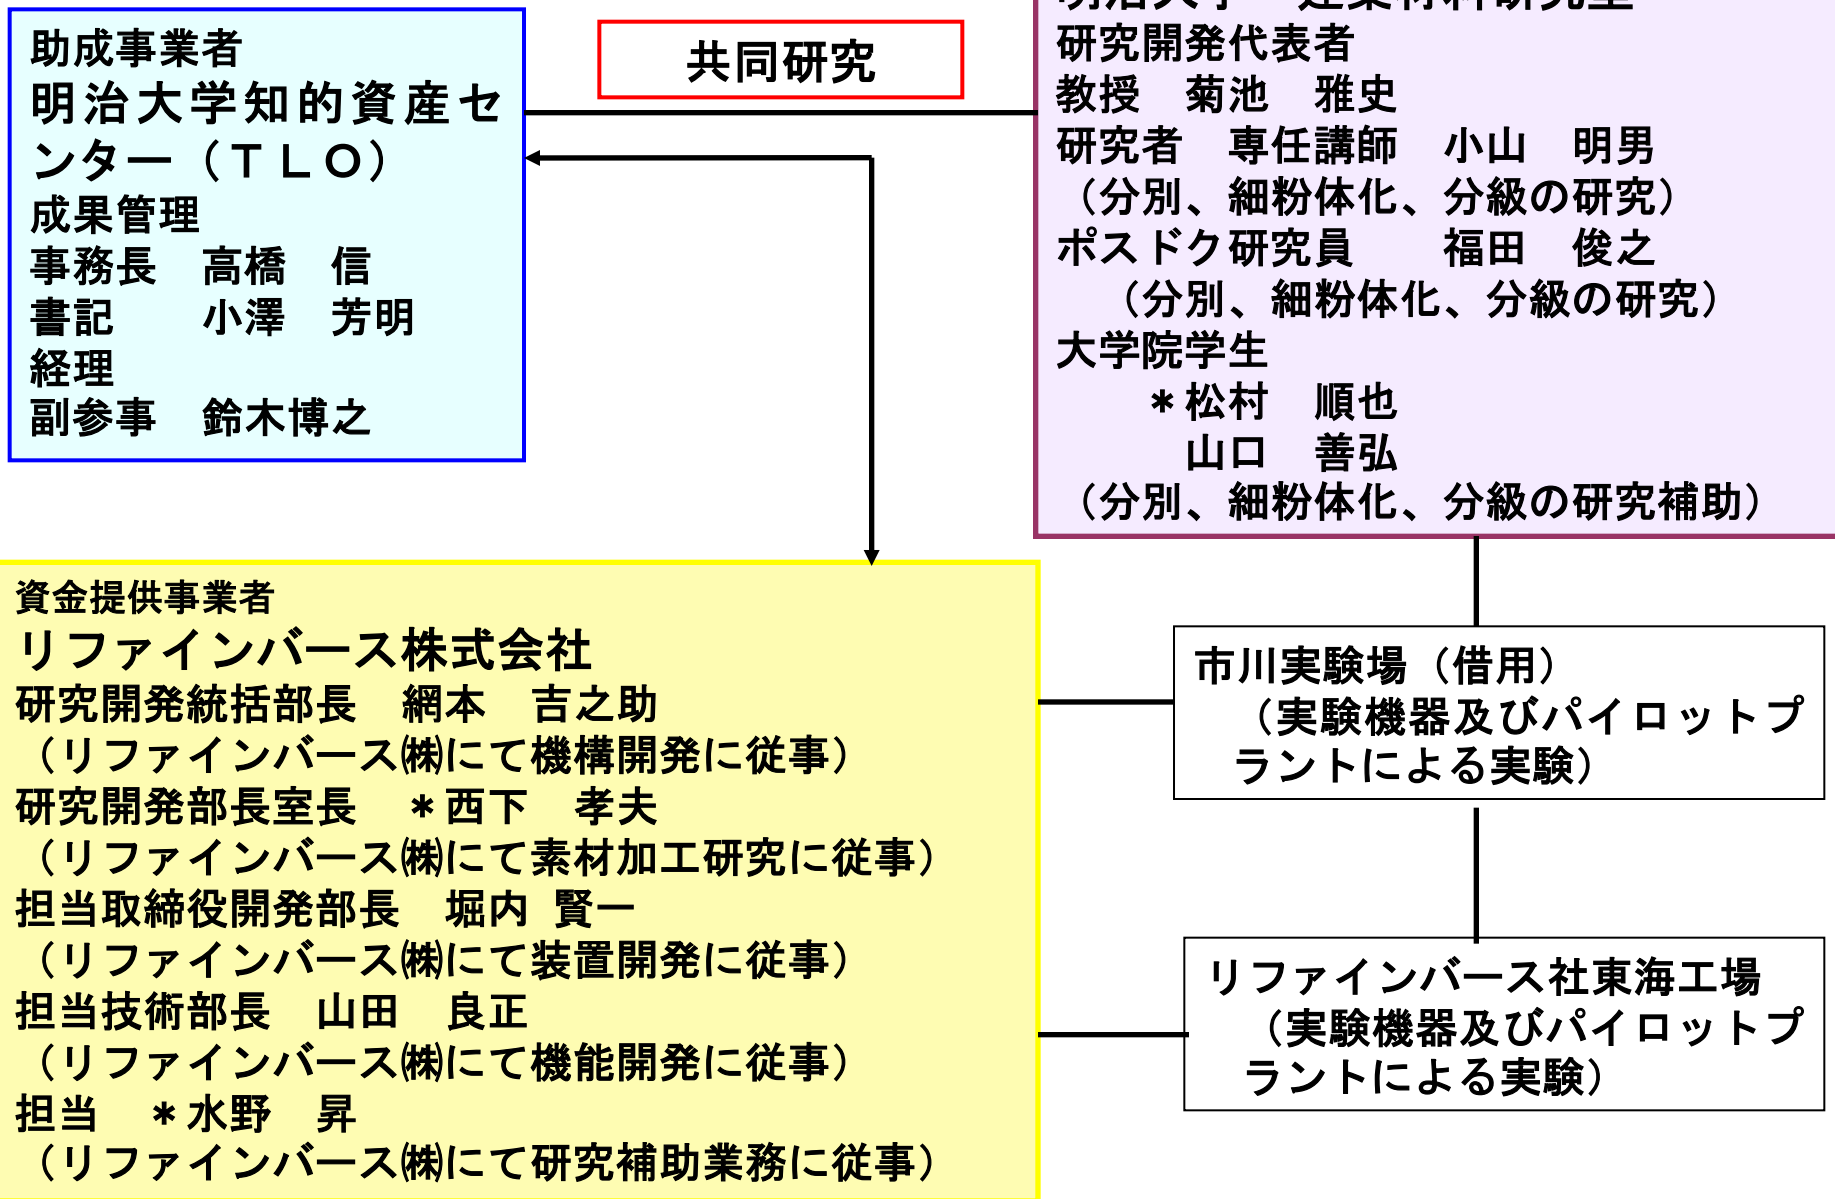 助成事業者
明治大学知的資産セ
ンター（ＴＬＯ）
成果管理
事務長　高橋　信
書記　　小澤　芳明
経理
副参事　鈴木博之
共同研究
明治大学　建築材料研究室
研究開発代表者
教授　菊池　雅史
研究者　専任講師　小山　明男
（分別、細粉体化、分級の研究）
ポスドク研究員　　福田　俊之
（分別、細粉体化、分級の研究）
大学院学生
＊松村　順也
山口　善弘
（分別、細粉体化、分級の研究補助）
資金提供事業者
リファインバース株式会社
研究開発統括部長　網本　吉之助
（リファインバース㈱にて機構開発に従事）
研究開発部長室長　＊西下　孝夫
（リファインバース㈱にて素材加工研究に従事）
担当取締役開発部長　堀内 賢一
（リファインバース㈱にて装置開発に従事）
担当技術部長　山田　良正
（リファインバース㈱にて機能開発に従事）
担当　＊水野　昇
（リファインバース㈱にて研究補助業務に従事）
市川実験場（借用）
（実験機器及びパイロットプ
ラントによる実験）
リファインバース社東海工場
（実験機器及びパイロットプ
ラントによる実験）